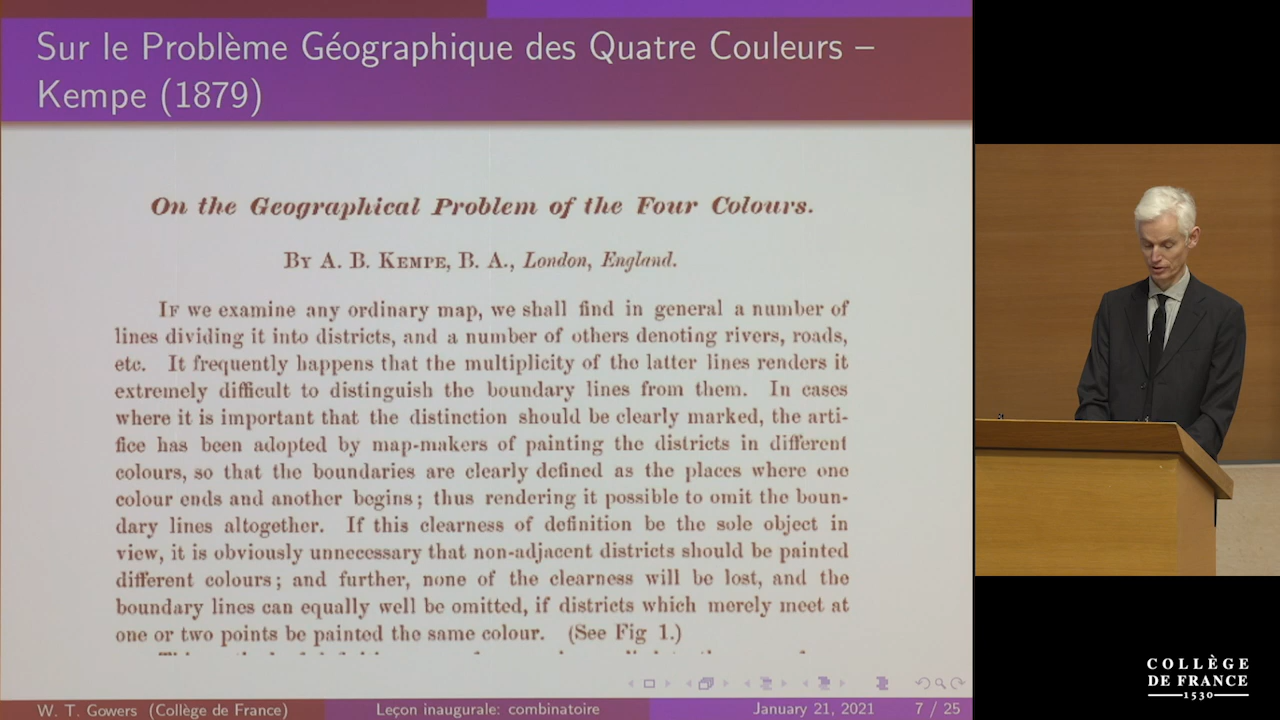 Sur le Problème Géographique des Quatre Couleurs –
Kempe (1879)
On the Geographical Problem of the Four Colours.
BY A. B. KEMPE, B. A., London, England.
IF we examine any ordinary map, we shall find in general a number of
lines dividing it into districts, and a number of others denoting rivers, roads,
etc. It frequently happens that the multiplicity of the latter lines renders it
extremely difficult to distinguish the boundary lines from them. In cases
where it is important that the distinction should be clearly marked, the arti-
fice has been adopted by map-makers of painting the districts in different
colours, so that the boundaries are clearly defined as the places where one
colour ends and another begins; thus rendering it possible to omit the boun-
dary lines altogether. If this clearness of definition be the sole object in
view, it is obviously unnecessary that non-adjacent districts should be painted
different colours; and further, none of the clearness will be lost, and the
boundary lines can equally well be omitted, if districts which merely meet at
one or two points be painted the same colour. (See Fig 1.)
W. T. Gowers (Collège de France) Leçon inaugurale: combinatoire January 21, 2021 7 / 25
COLLÈGE
DE FRANCE
1530